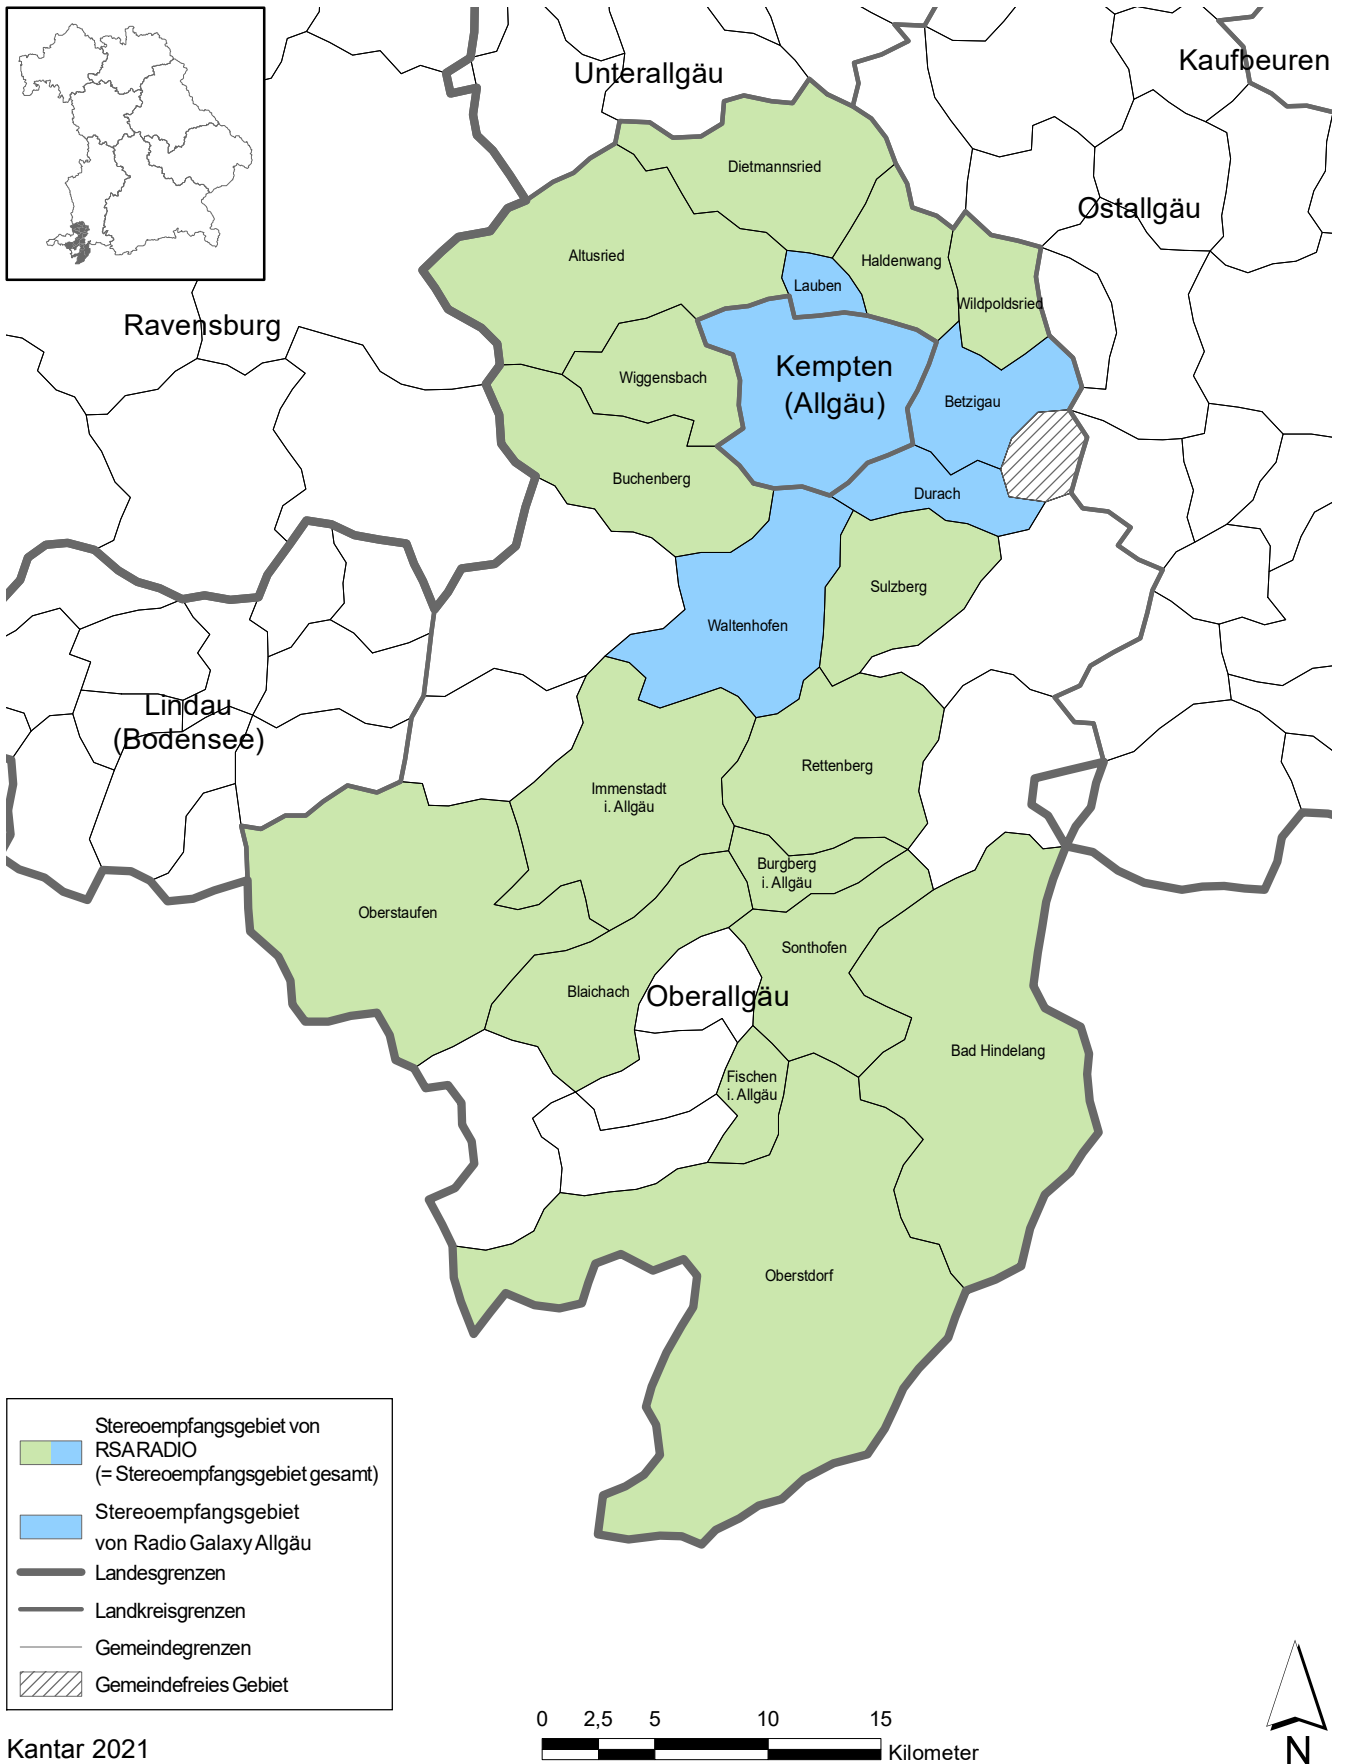 Unterallgäu
Kaufbeuren
Dietmannsried
Ostallgäu
Altusried
Haldenwang
Lauben
Wildpoldsried
Ravensburg
Kempten
(Allgäu)
Wiggensbach
Betzigau
Buchenberg
Durach
Sulzberg
Waltenhofen
Lindau
(Bodensee)
Rettenberg
Immenstadt
i. Allgäu
Burgberg
i. Allgäu
Oberstaufen
Sonthofen
Blaichach
Oberallgäu
Bad Hindelang
Fischen
i. Allgäu
Oberstdorf
Stereoempfangsgebiet von
RSA RADIO
(= Stereoempfangsgebiet gesamt)
Stereoempfangsgebiet
von Radio Galaxy Allgäu
Landesgrenzen
Landkreisgrenzen
Gemeindegrenzen
Gemeindefreies Gebiet
Kantar 2021
0 2,5 5 10 15
Kilometer
N